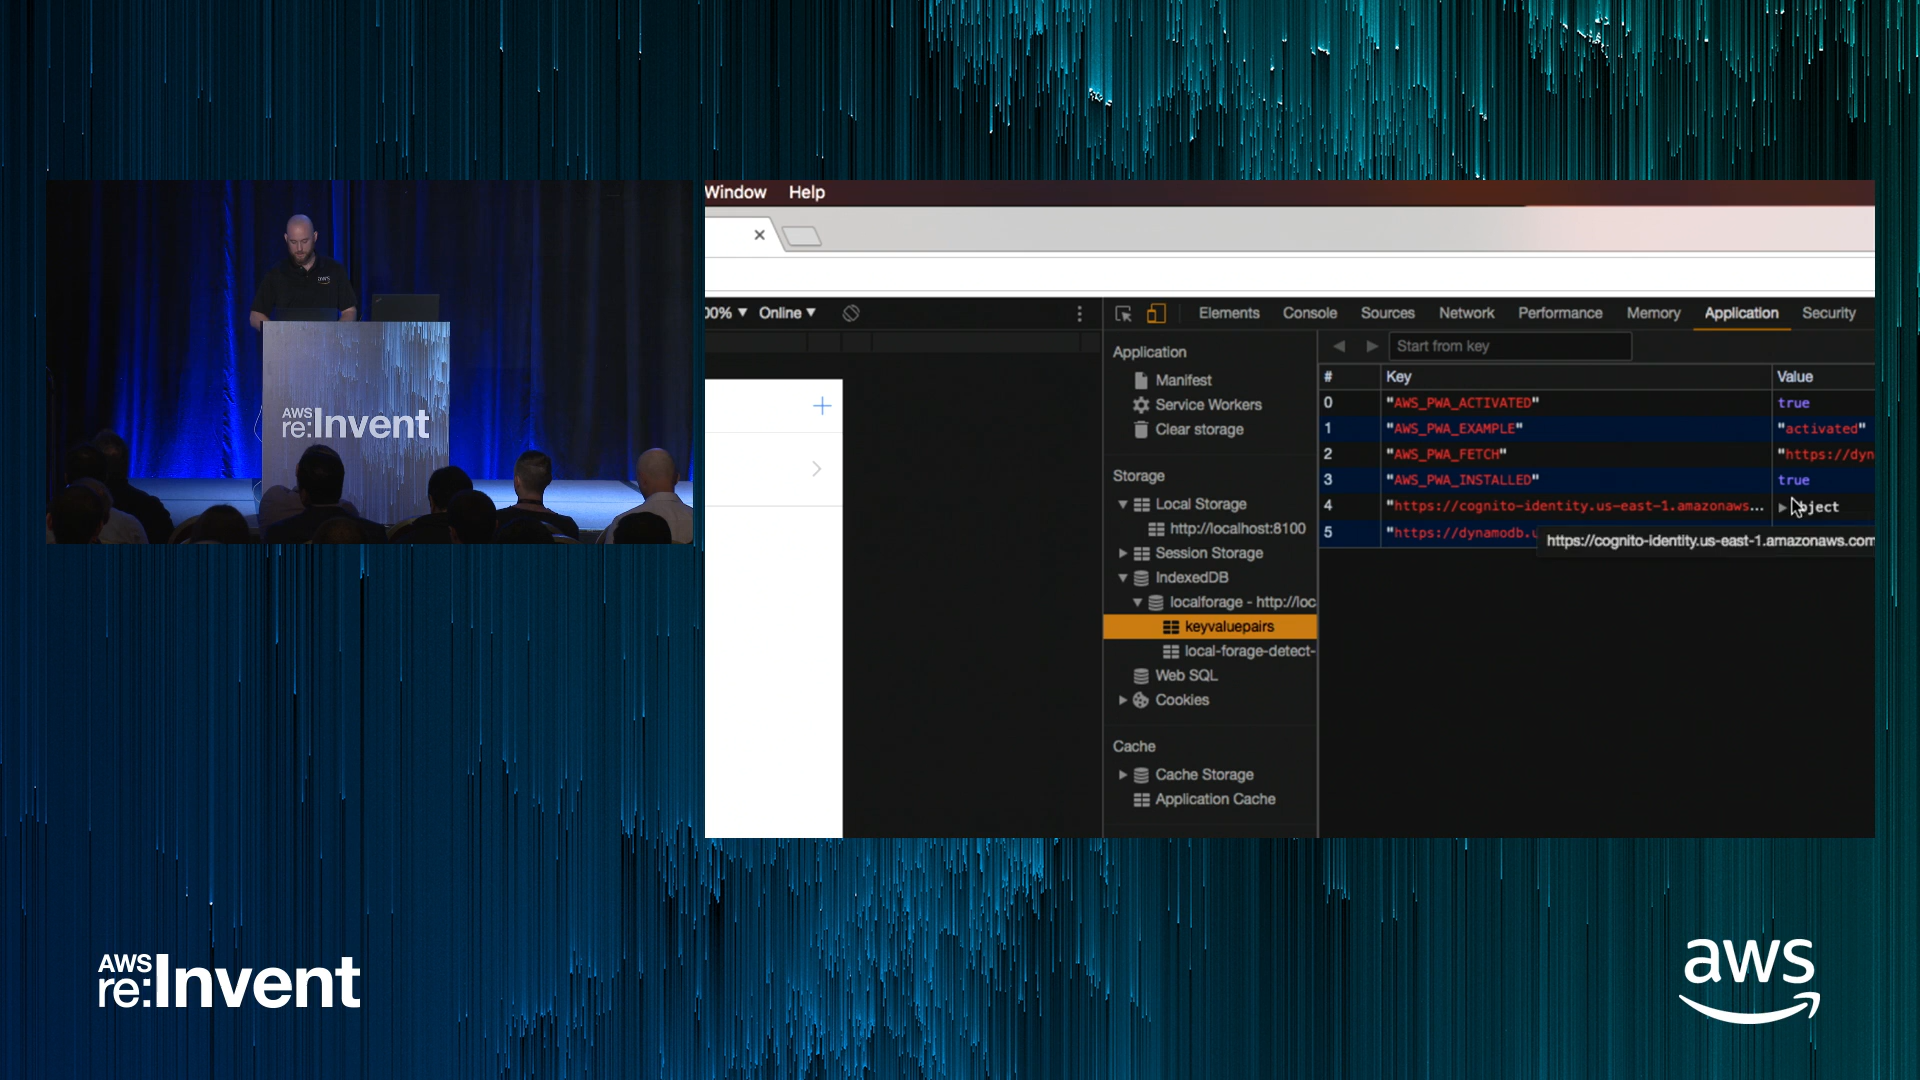 Window Help
00% ▼ Online ▼
Elements Console Sources Network Performance Memory Application Security
Application
Manifest
Service Workers
Clear storage
Storage
Local Storage
http://localhost:8100
Session Storage
IndexedDB
localforage - http://loc
keyvaluepairs
local-forage-detect-
Web SQL
Cookies
Cache
Cache Storage
Application Cache
Start from key
# Key Value
0 "AWS_PWA_ACTIVATED" true
1 "AWS_PWA_EXAMPLE" "activated"
2 "AWS_PWA_FETCH" "https://dyn
3 "AWS_PWA_INSTALLED" true
4 "https://cognito-identity.us-east-1.amazonaws... Object
5 "https://dynamodb.u
https://cognito-identity.us-east-1.amazonaws.com
aws
AWS
re:Invent
AWS
re:Invent
aws